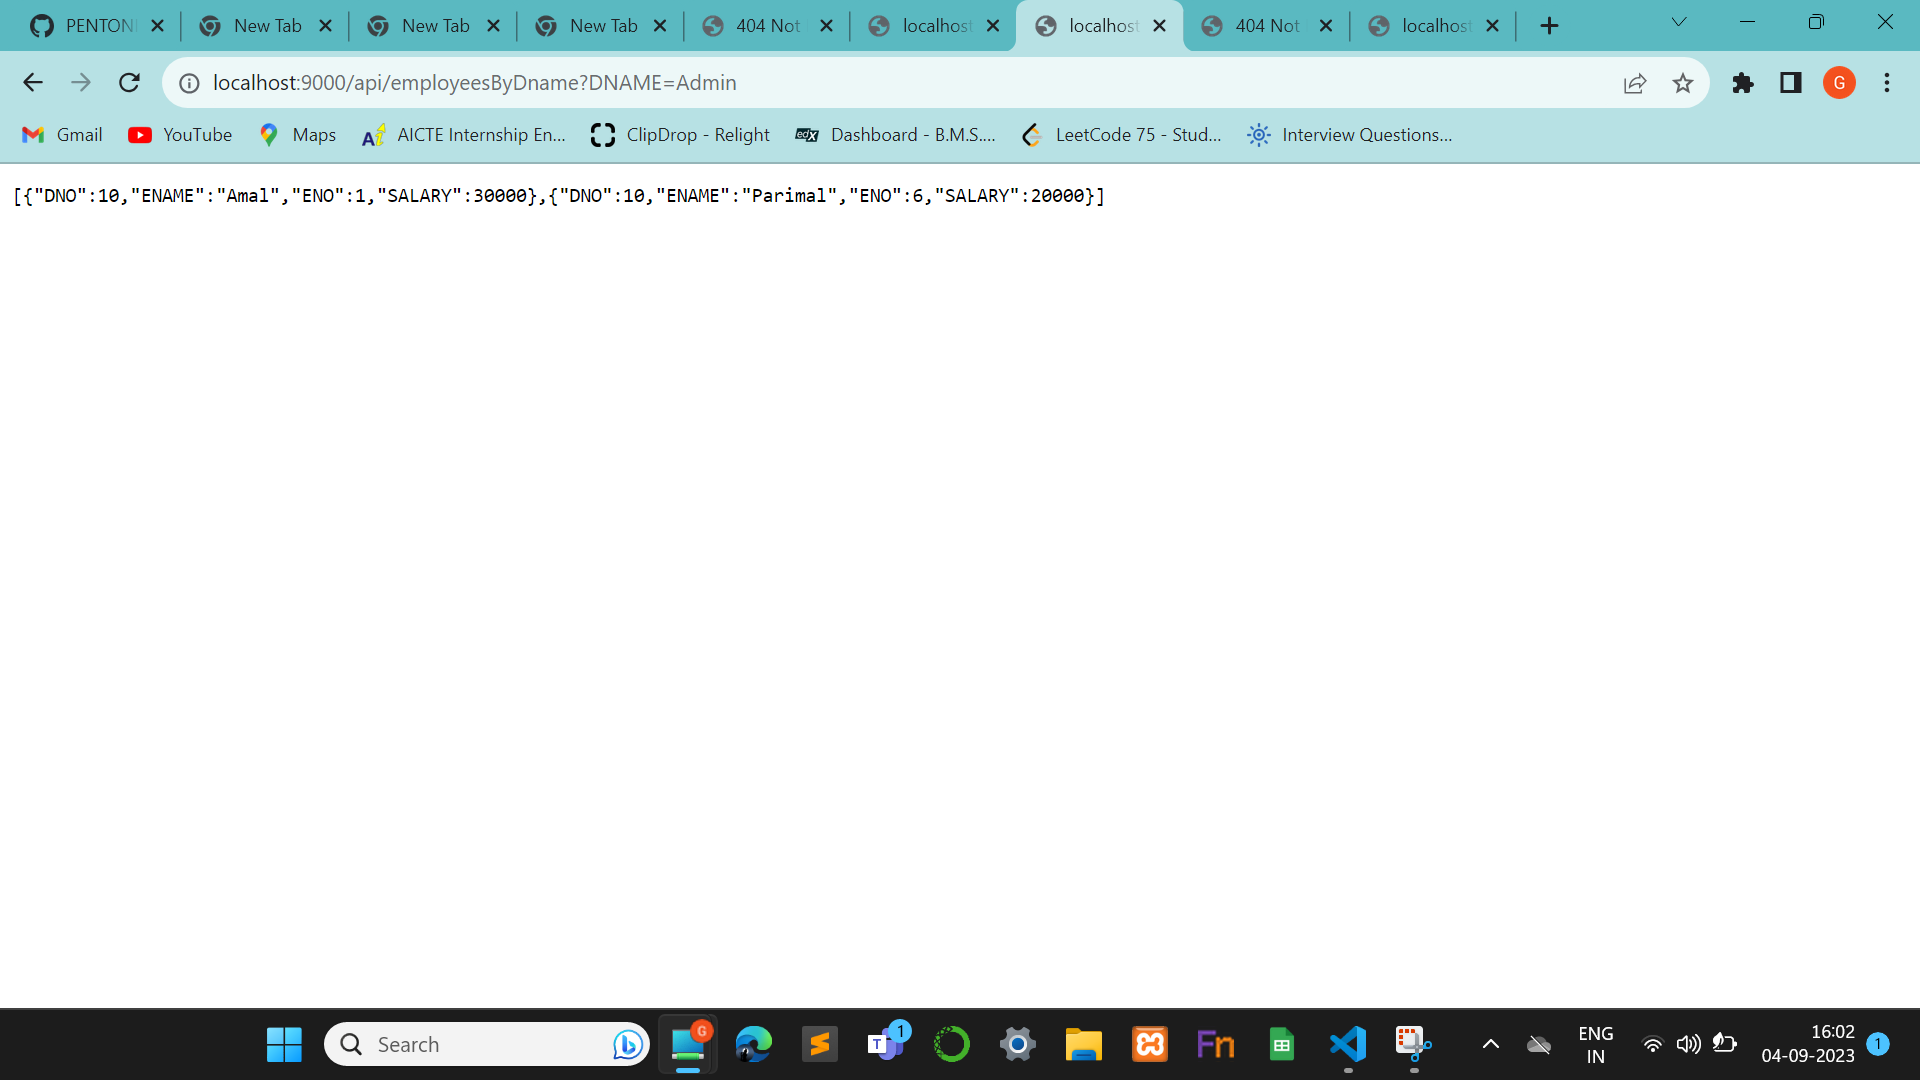 PENTON
New Tab
New Tab
New Tab
404 Not
localhost
localhost
404 Not
localhost
localhost:9000/api/employeesByDname?DNAME=Admin
G
Gmail
YouTube
Maps
AICTE Internship En...
ClipDrop - Relight
edX
Dashboard - B.M.S....
LeetCode 75 - Stud...
Interview Questions...
[{"DNO":10,"ENAME":"Amal","ENO":1,"SALARY":30000},{"DNO":10,"ENAME":"Parimal","ENO":6,"SALARY":20000}]
Search
G
T
1
Fn
ENG
IN
16:02
04-09-2023
1